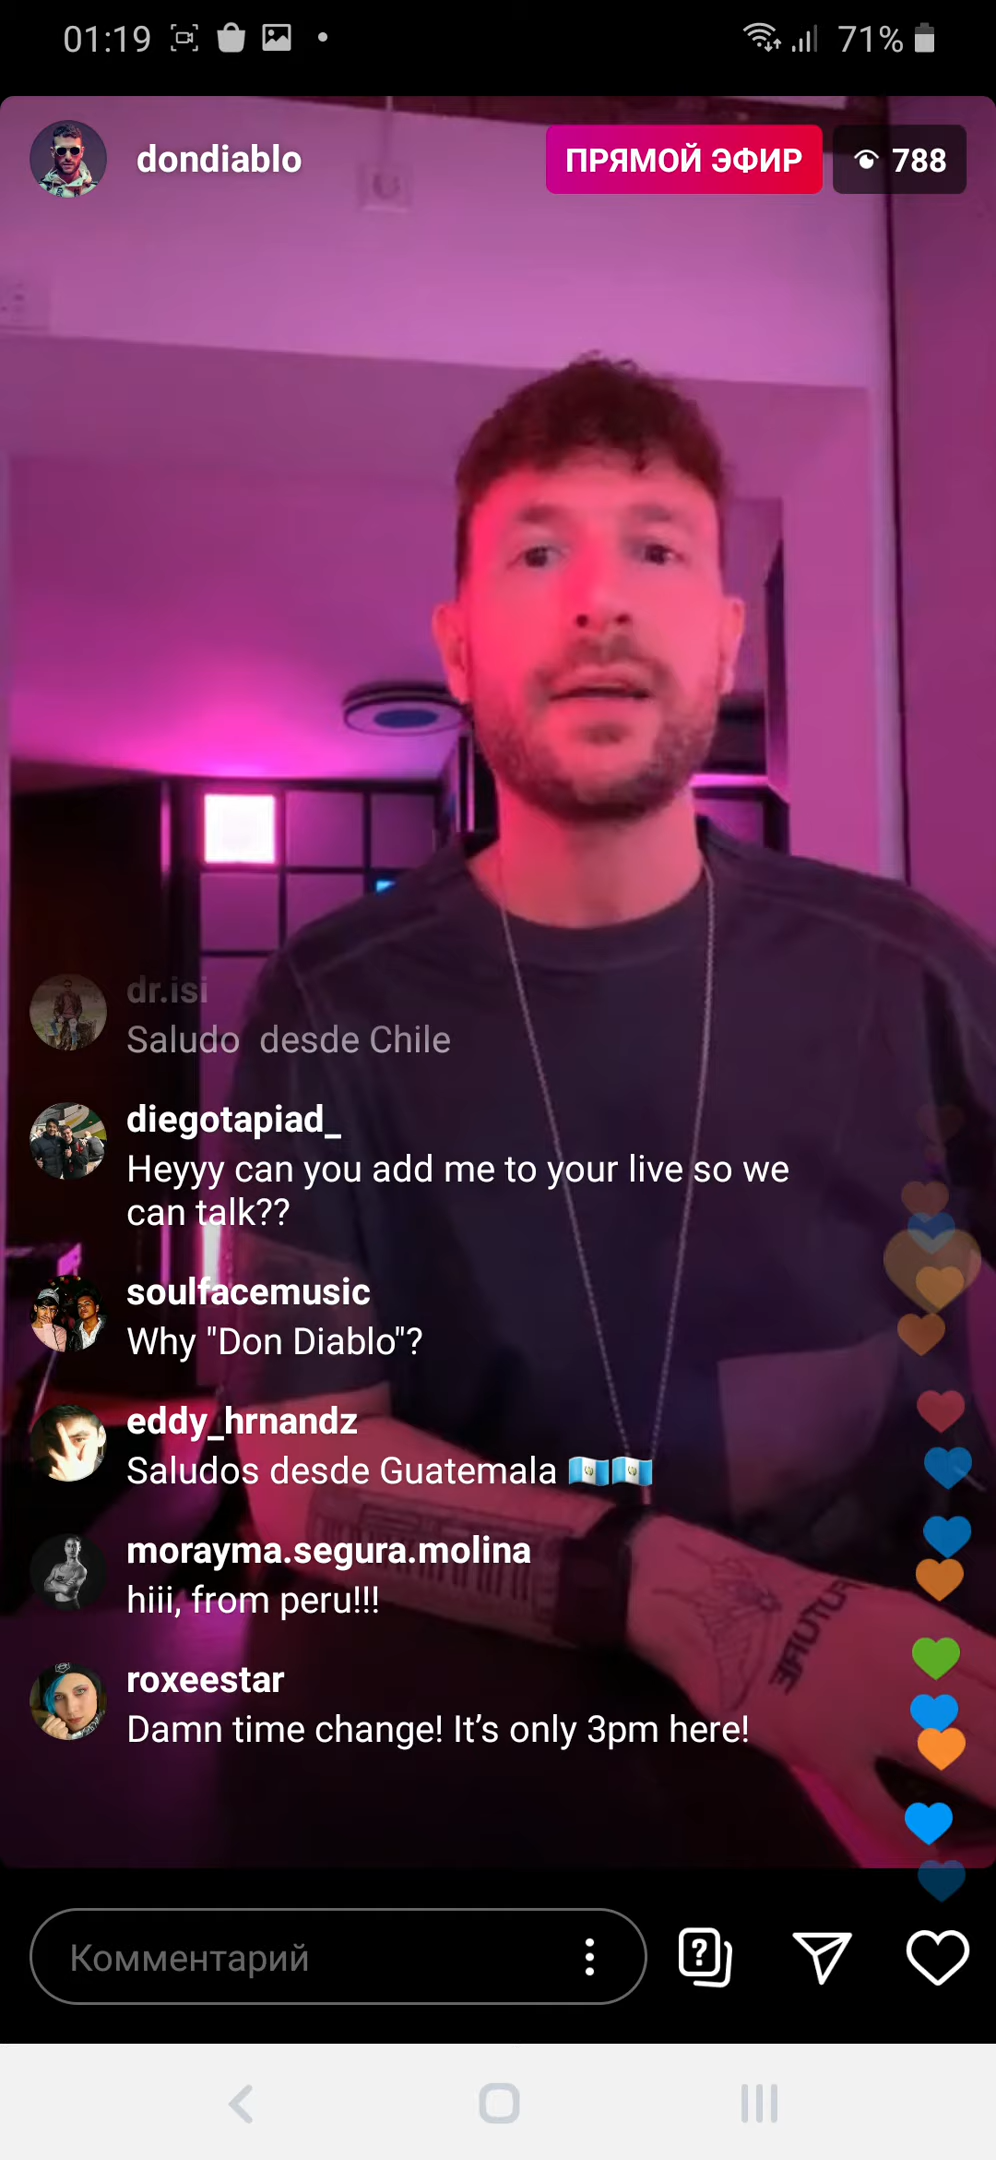 01:19
71%
dondiablo
ПРЯМОЙ ЭФИР
788
dr.isi
Saludo desde Chile
diegotapiad_
Heyyy can you add me to your live so we
can talk??
soulfacemusic
Why "Don Diablo"?
eddy_hrnandz
Saludos desde Guatemala 🇬🇹🇬🇹
morayma.segura.molina
hiii, from peru!!!
FUTURE
roxeestar
Damn time change! It’s only 3pm here!
Комментарий